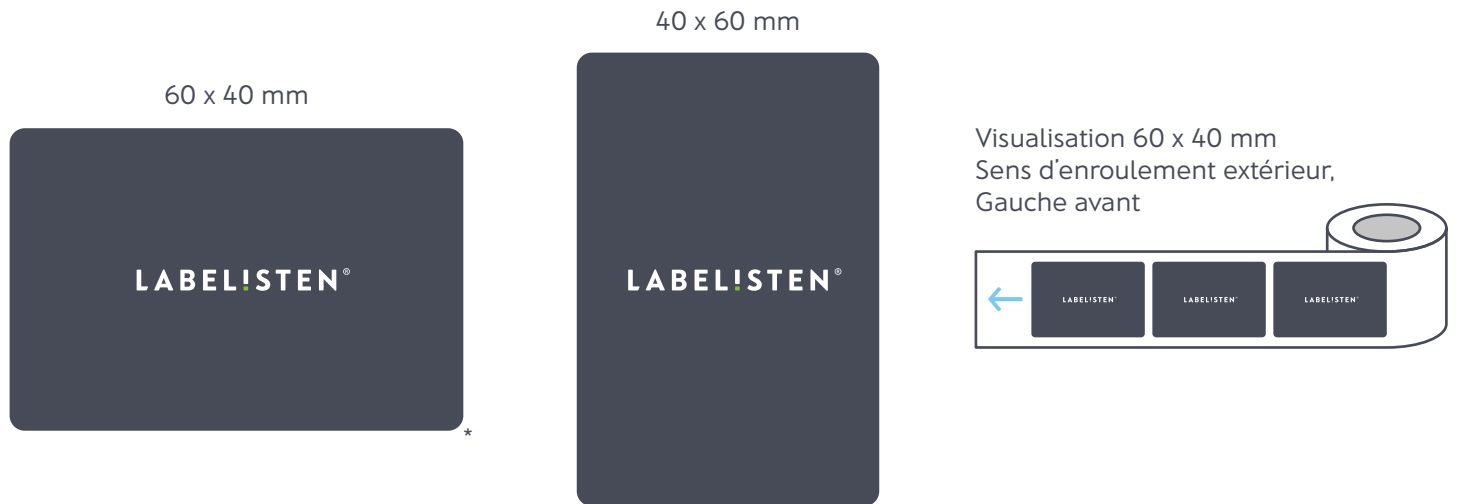 60 x 40 mm
LABEL!STEN®
*
40 x 60 mm
LABEL!STEN®
Visualisation 60 x 40 mm
Sens d'enroulement extérieur,
Gauche avant
LABEL!STEN® LABEL!STEN® LABEL!STEN®